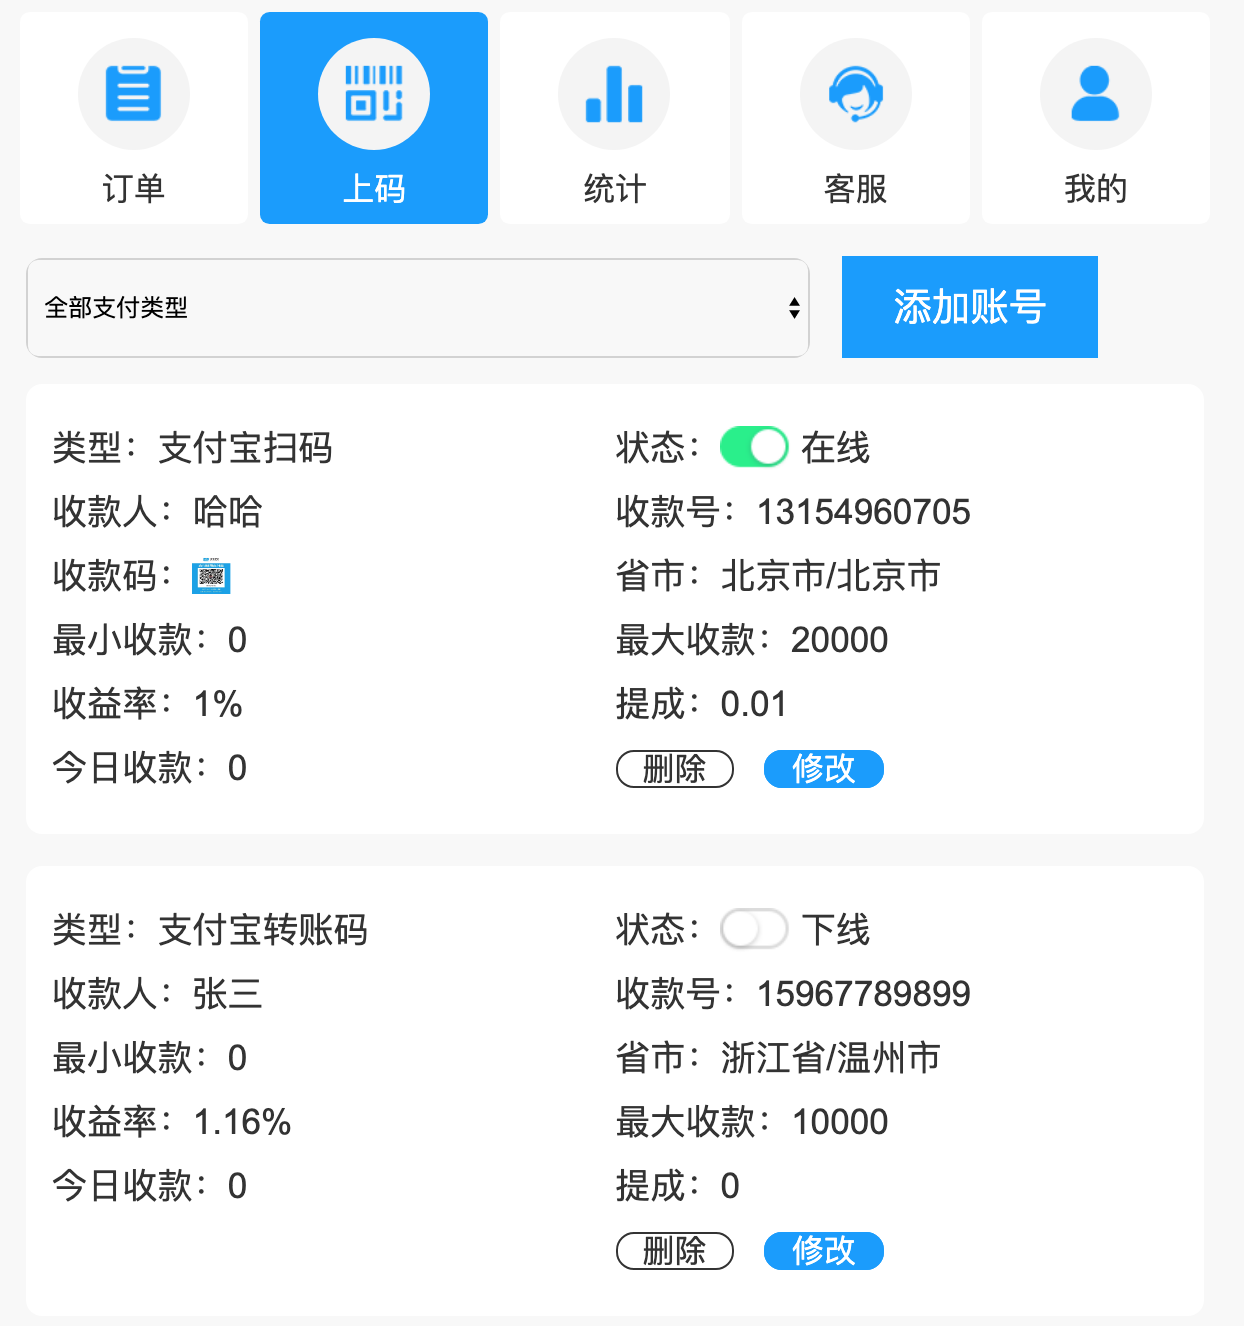 订单
上码
统计
客服
我的
全部支付类型
添加账号
类型：支付宝扫码
状态： 在线
收款人：哈哈
收款号：13154960705
收款码：
省市：北京市/北京市
最小收款：0
最大收款：20000
收益率：1%
提成：0.01
今日收款：0
删除
修改
类型：支付宝转账码
状态： 下线
收款人：张三
收款号：15967789899
最小收款：0
省市：浙江省/温州市
收益率：1.16%
最大收款：10000
今日收款：0
提成：0
删除
修改